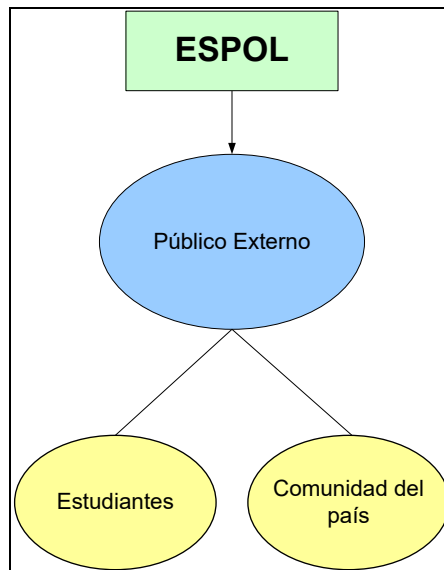 ESPOL
Público Externo
Estudiantes
Comunidad del
país